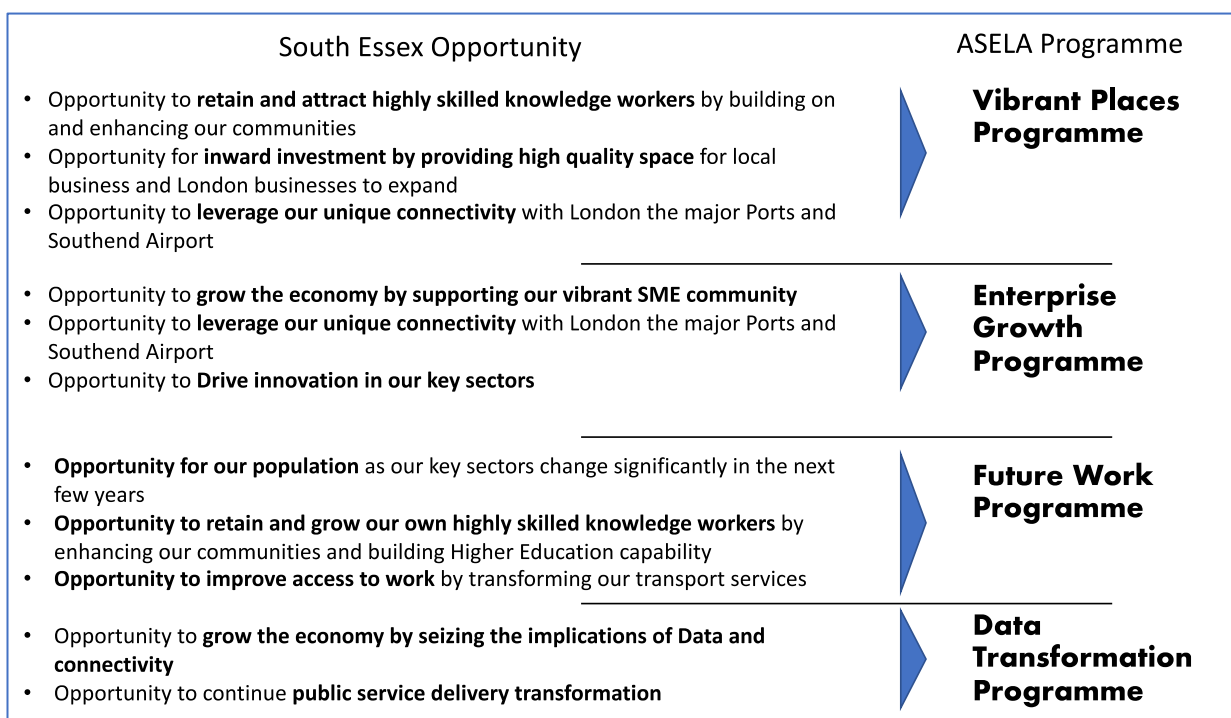 South Essex Opportunity
ASELA Programme
• Opportunity to retain and attract highly skilled knowledge workers by building on
and enhancing our communities
• Opportunity for inward investment by providing high quality space for local
business and London businesses to expand
• Opportunity to leverage our unique connectivity with London the major Ports and
Southend Airport
Vibrant Places
Programme
• Opportunity to grow the economy by supporting our vibrant SME community
• Opportunity to leverage our unique connectivity with London the major Ports and
Southend Airport
• Opportunity to Drive innovation in our key sectors
Enterprise
Growth
Programme
• Opportunity for our population as our key sectors change significantly in the next
few years
• Opportunity to retain and grow our own highly skilled knowledge workers by
enhancing our communities and building Higher Education capability
• Opportunity to improve access to work by transforming our transport services
Future Work
Programme
• Opportunity to grow the economy by seizing the implications of Data and
connectivity
• Opportunity to continue public service delivery transformation
Data
Transformation
Programme